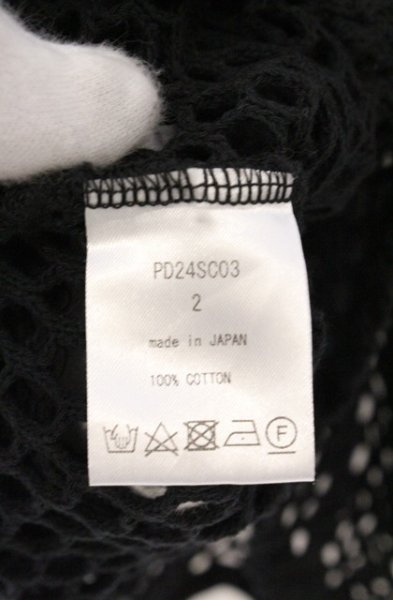 PD24SC03
2
made in JAPAN
100% COTTON
F